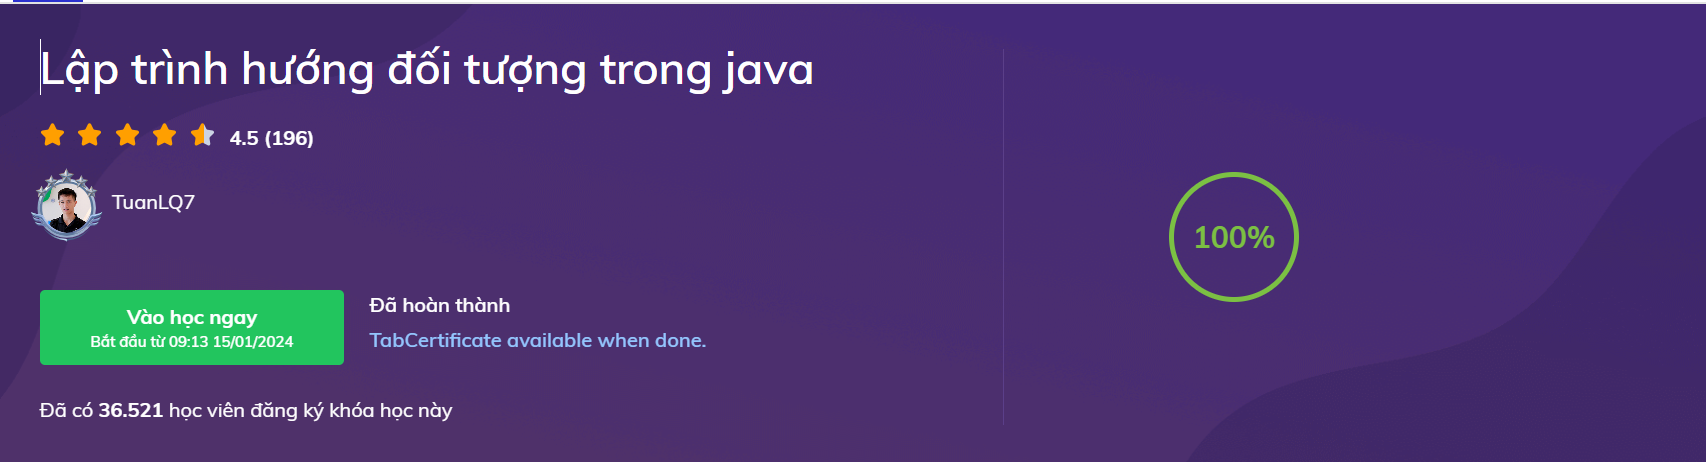 Lập trình hướng đối tượng trong java
4.5 (196)
TuanLQ7
100%
Vào học ngay
Bắt đầu từ 09:13 15/01/2024
Đã hoàn thành
TabCertificate available when done.
Đã có 36.521 học viên đăng ký khóa học này